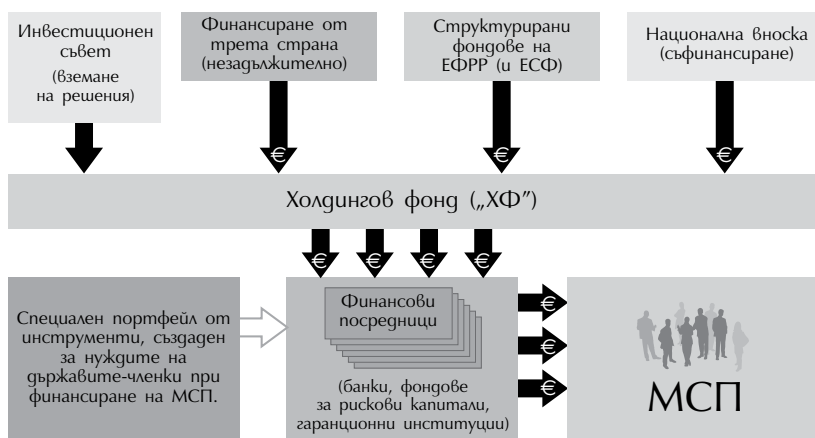 Инвестиционен
съвет
(вземане
на решения)
Финансиране от
трета страна
(незадължително)
Структурирани
фондове на
ЕФРР (и ЕСФ)
Национална вноска
(съфинансиране)
€
€
€
Холдингов фонд („ХФ”)
€ € € €
Специален портфейл от
инструменти, създаден
за нуждите на
държавите-членки при
финансиране на МСП.
Финансови
посредници
(банки, фондове
за рискови капитали,
гаранционни институции)
€
€
€
МСП